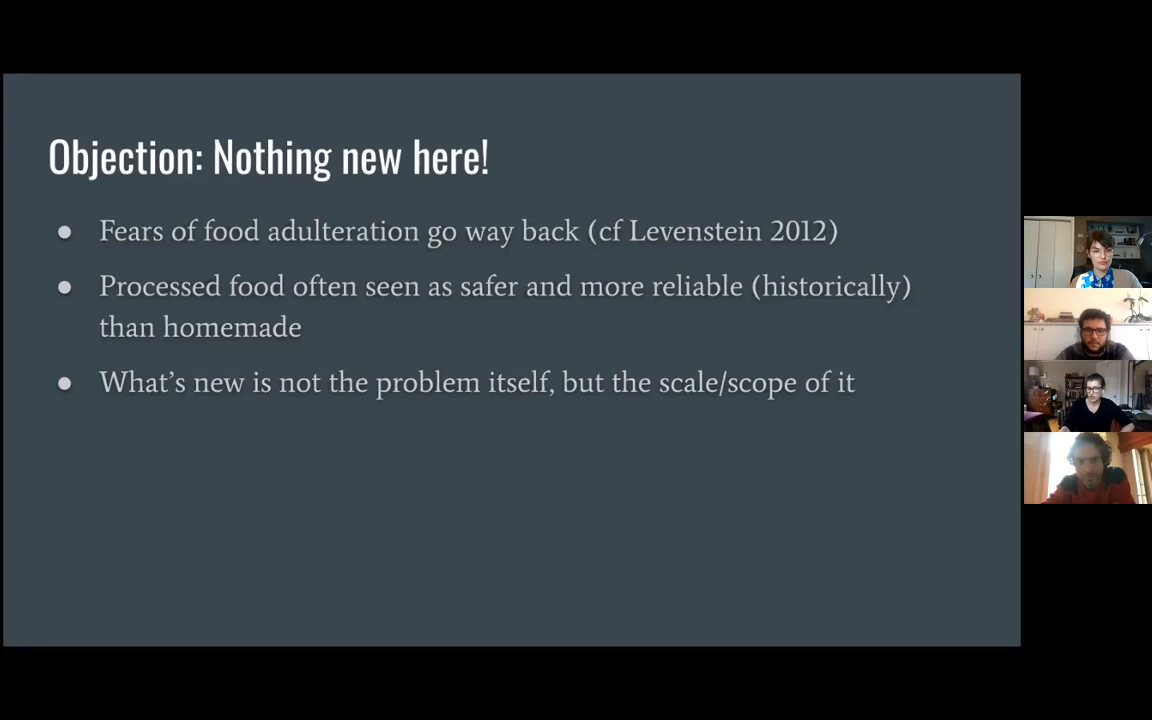 Objection: Nothing new here!
● Fears of food adulteration go way back (cf Levenstein 2012)
● Processed food often seen as safer and more reliable (historically)
than homemade
● What's new is not the problem itself, but the scale/scope of it